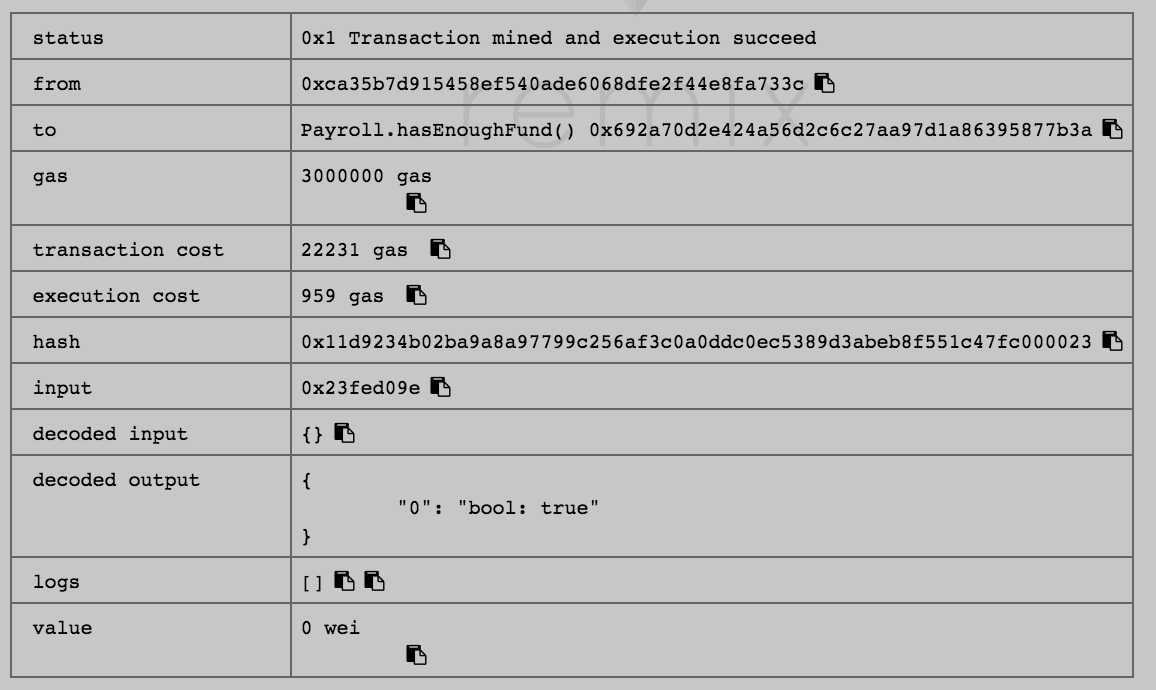 remix
status 0x1 Transaction mined and execution succeed
from 0xca35b7d915458ef540ade6068dfe2f44e8fa733c
to Payroll.hasEnoughFund() 0x692a70d2e424a56d2c6c27aa97d1a86395877b3a
gas 3000000 gas
transaction cost 22231 gas
execution cost 959 gas
hash 0x11d9234b02ba9a8a97799c256af3c0a0ddc0ec5389d3abeb8f551c47fc000023
input 0x23fed09e
decoded input {}
decoded output {
"0": "bool: true"
}
logs []
value 0 wei